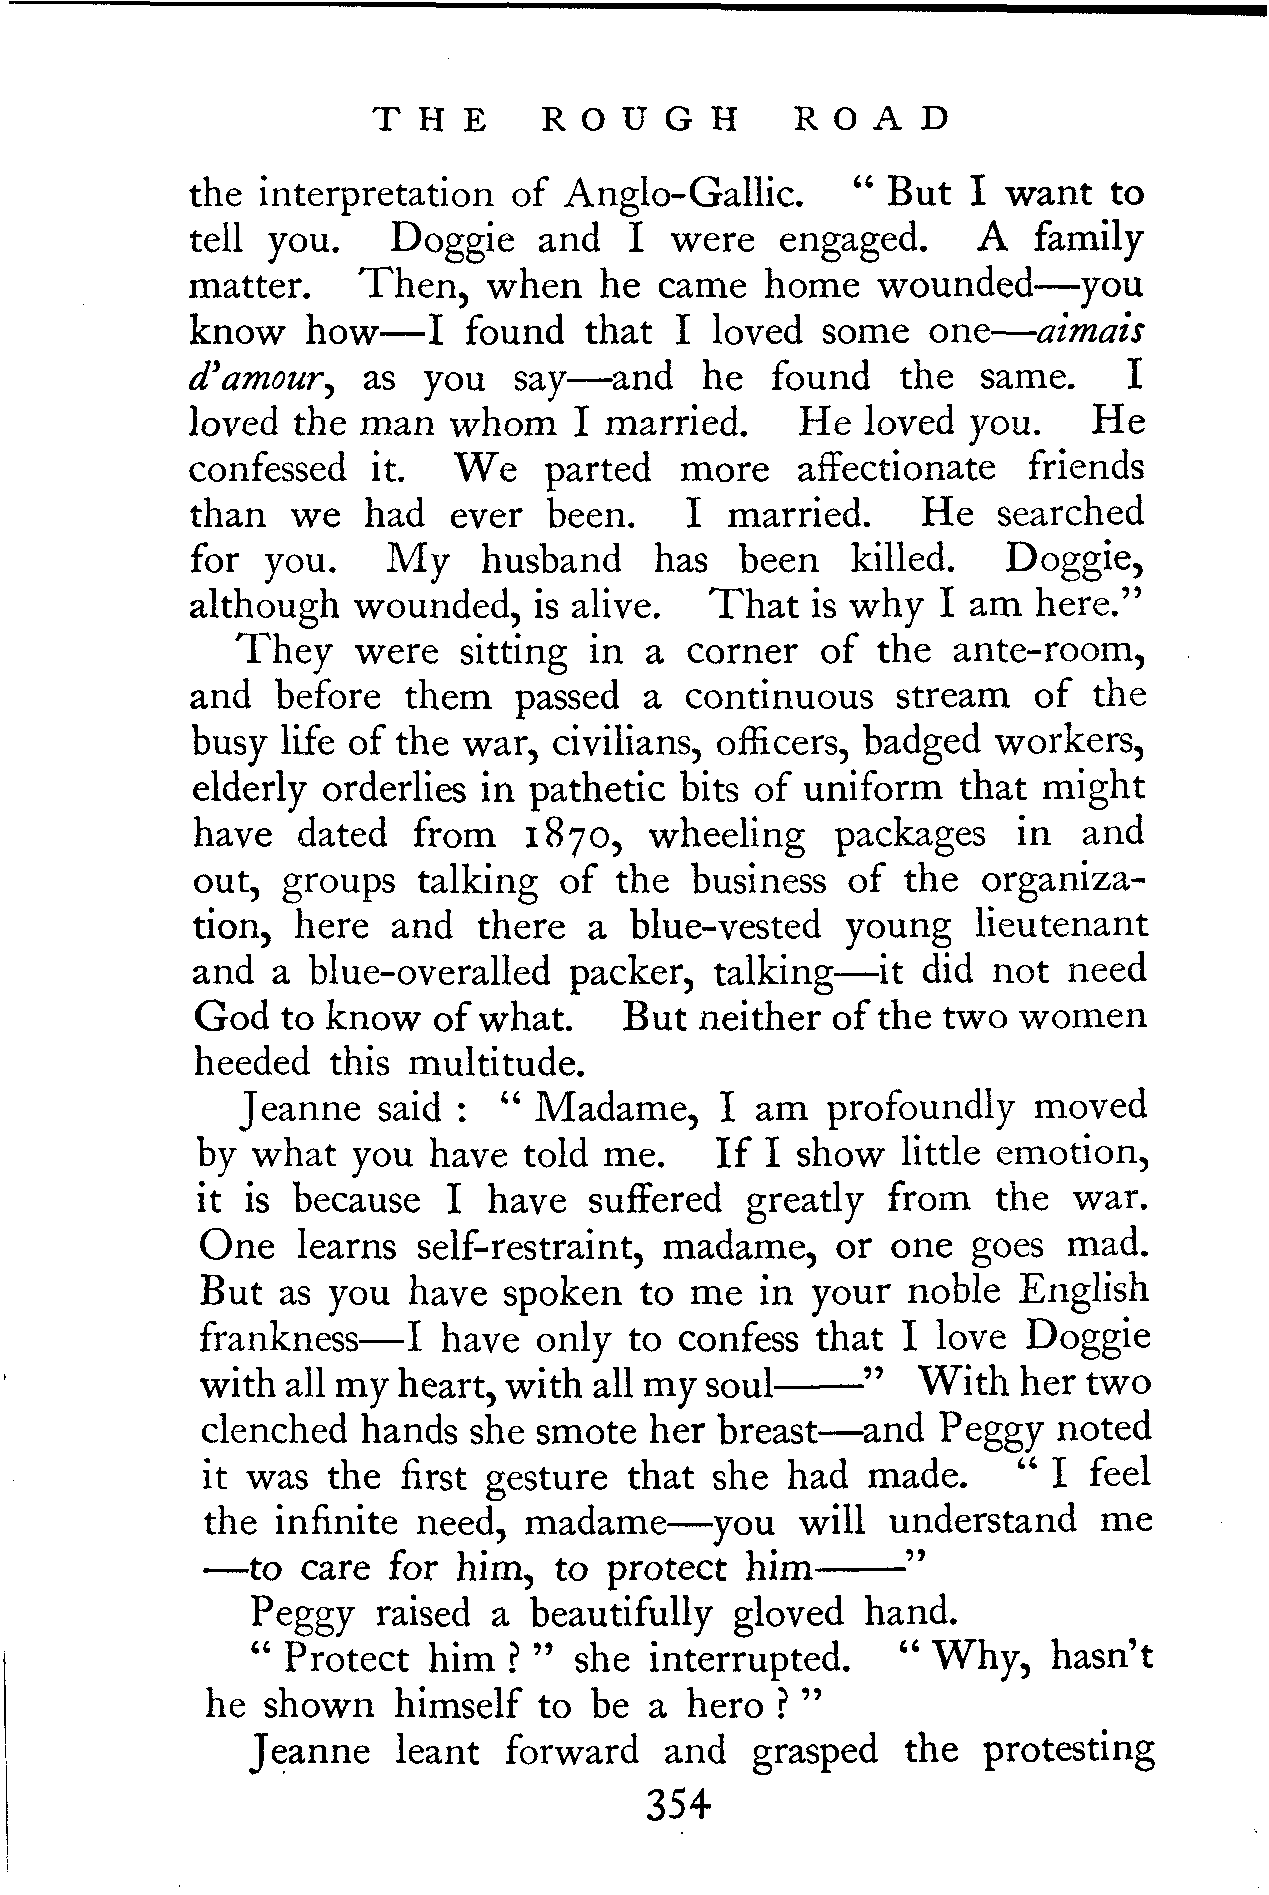 THE ROUGH ROAD
the interpretation of Anglo-Gallic. “ But I want to
tell you. Doggie and I were engaged. A family
matter. Then, when he came home wounded—you
know how—I found that I loved some one—aimais
d’amour, as you say—and he found the same. I
loved the man whom I married. He loved you. He
confessed it. We parted more affectionate friends
than we had ever been. I married. He searched
for you. My husband has been killed. Doggie,
although wounded, is alive. That is why I am here.”
They were sitting in a corner of the ante-room,
and before them passed a continuous stream of the
busy life of the war, civilians, officers, badged workers,
elderly orderlies in pathetic bits of uniform that might
have dated from 1870, wheeling packages in and
out, groups talking of the business of the organiza-
tion, here and there a blue-vested young lieutenant
and a blue-overalled packer, talking—it did not need
God to know of what. But neither of the two women
heeded this multitude.
Jeanne said : “ Madame, I am profoundly moved
by what you have told me. If I show little emotion,
it is because I have suffered greatly from the war.
One learns self-restraint, madame, or one goes mad.
But as you have spoken to me in your noble English
frankness—I have only to confess that I love Doggie
with all my heart, with all my soul——” With her two
clenched hands she smote her breast—and Peggy noted
it was the first gesture that she had made. “ I feel
the infinite need, madame—you will understand me
—to care for him, to protect him——”
Peggy raised a beautifully gloved hand.
“ Protect him ? ” she interrupted. “ Why, hasn’t
he shown himself to be a hero ? ”
Jeanne leant forward and grasped the protesting
354